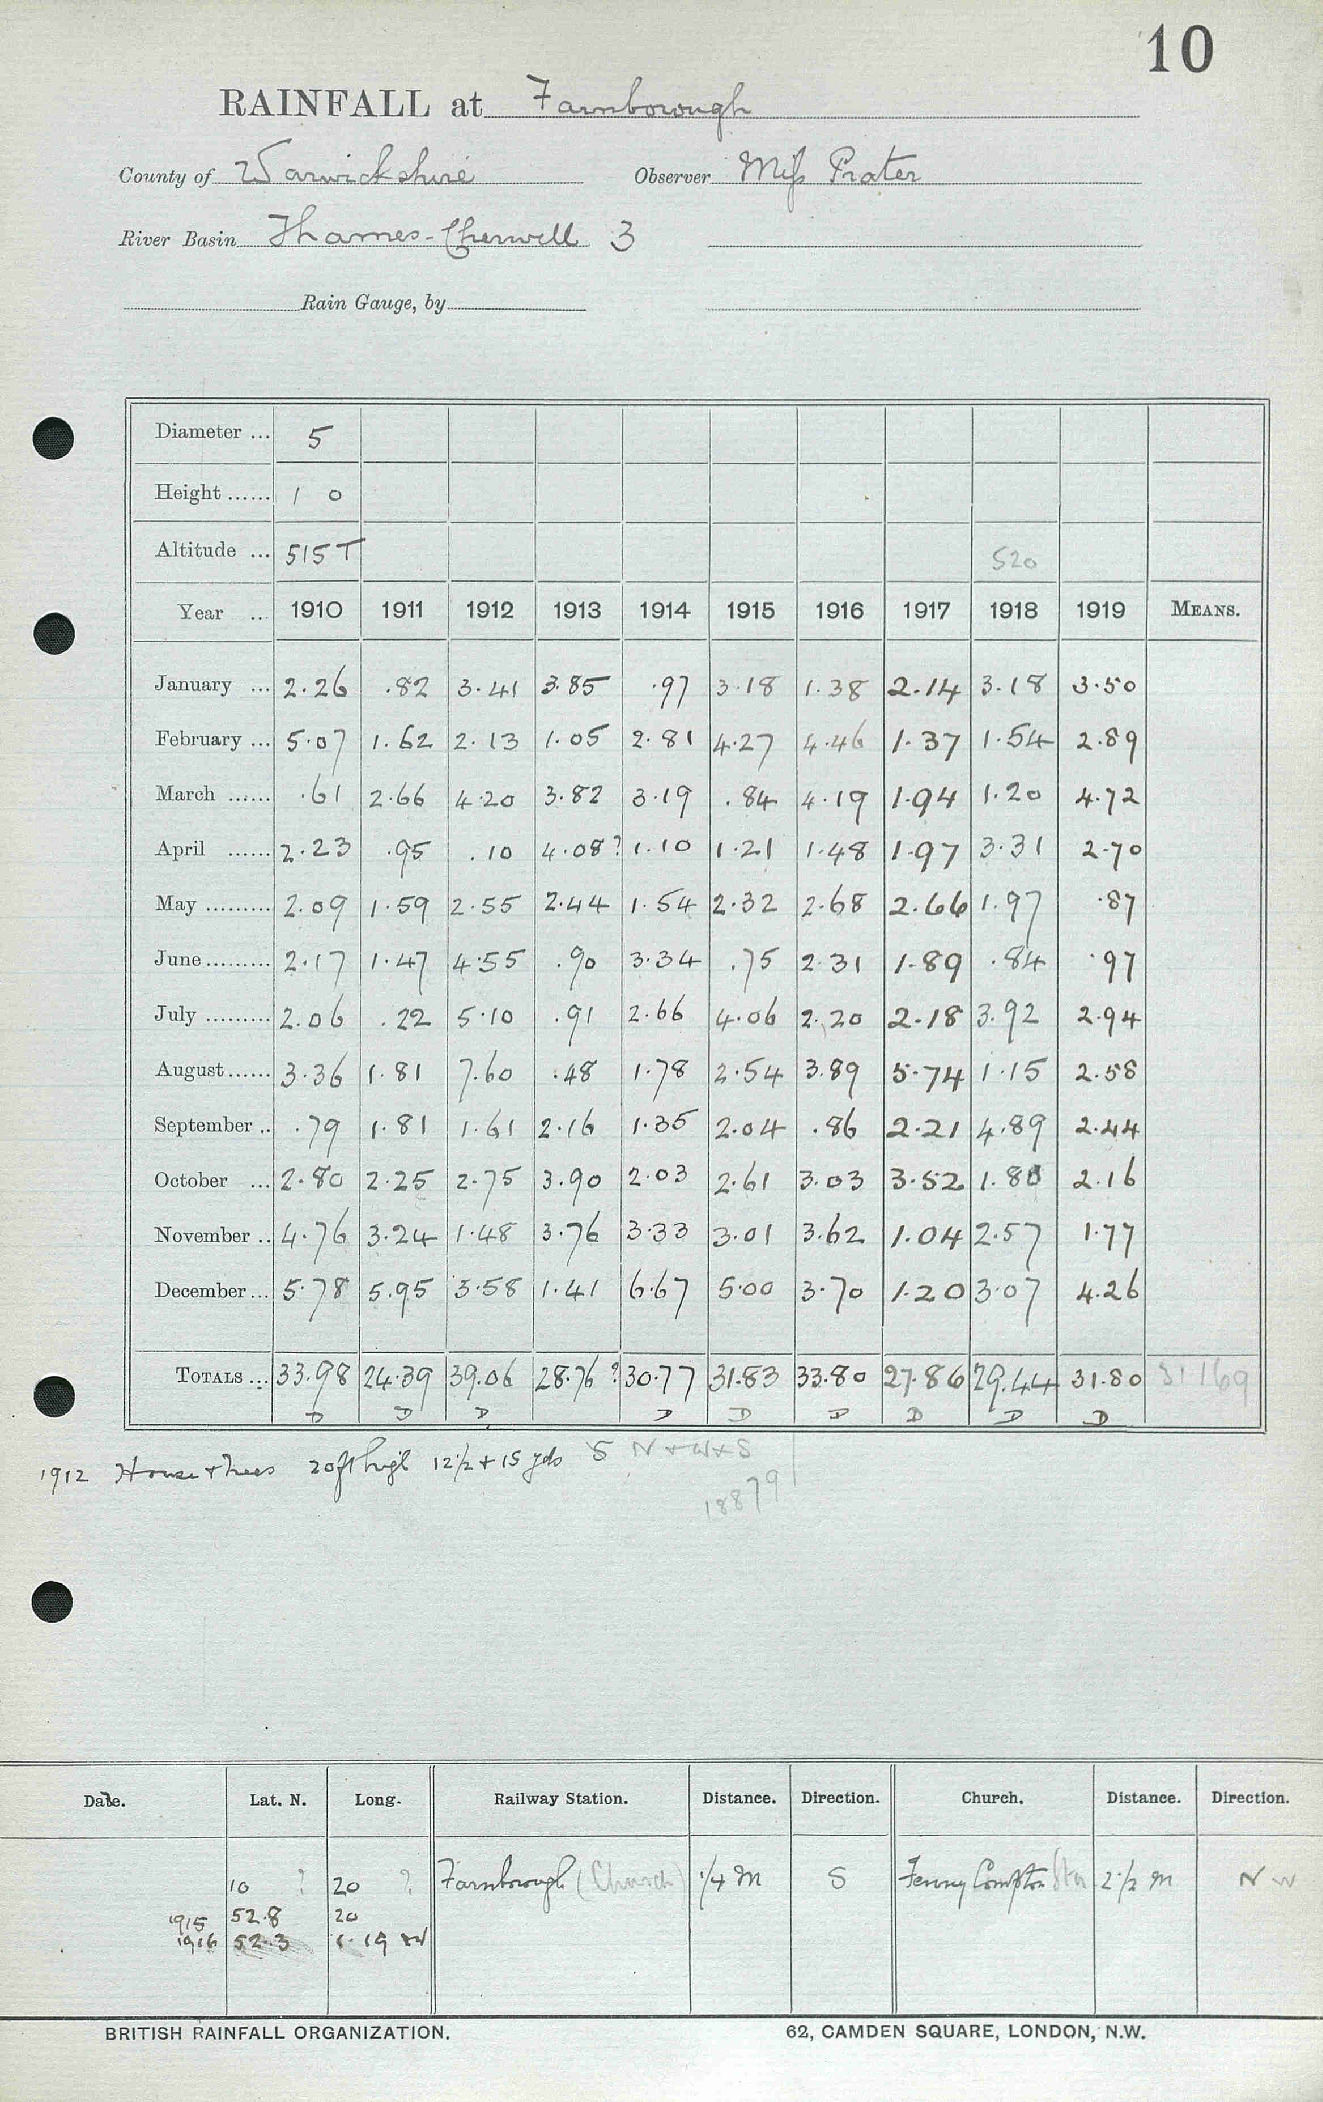 10
RAINFALL at Farnborough
County of Warwickshire Observer Miss Prater
River Basin Thames-Cherwell 3
Rain Gauge, by
Diameter ... 5
Height ...... 1 0
Altitude ... 515 T 520
Year ... 1910 1911 1912 1913 1914 1915 1916 1917 1918 1919 MEANS.
January ... 2.26 .82 3.41 3.85 .97 3.18 1.38 2.14 3.18 3.50
February ... 5.07 1.62 2.13 1.05 2.81 4.27 4.46 1.37 1.54 2.89
March ...... .61 2.66 4.20 3.82 3.19 .84 4.19 1.94 1.20 4.72
April ...... 2.23 .95 .10 4.08? 1.10 1.21 1.48 1.97 3.31 2.70
May ......... 2.09 1.59 2.55 2.44 1.54 2.32 2.68 2.66 1.97 .87
June ......... 2.17 1.47 4.55 .90 3.34 .75 2.31 1.89 .84 .97
July ......... 2.06 .22 5.10 .91 2.66 4.06 2.20 2.18 3.92 2.94
August ...... 3.36 1.81 7.60 .48 1.78 2.54 3.89 5.74 1.15 2.58
September .. .79 1.81 1.61 2.16 1.35 2.04 .86 2.21 4.89 2.44
October ... 2.80 2.25 2.75 3.90 2.03 2.61 3.03 3.52 1.80 2.16
November .. 4.76 3.24 1.48 3.76 3.33 3.01 3.62 1.04 2.57 1.77
December ... 5.78 5.95 3.58 1.41 6.67 5.00 3.70 1.20 3.07 4.26
TOTALS ... 33.98 24.39 39.06 28.76? 30.77 31.83 33.80 27.86 29.44 31.80 31 169
D D D D D D D D D
1912 House & trees 20ft high 12½ + 15 yds S N + W + S
18879
Date. Lat. N. Long. Railway Station. Distance. Direction. Church. Distance. Direction.
10 ? 20 ? Farnborough (Church) ¼ M S Fenny Compton Stn 2½ M N W
1915 52.8 20
1916 52.3 1.19 W
BRITISH RAINFALL ORGANIZATION. 62, CAMDEN SQUARE, LONDON, N.W.